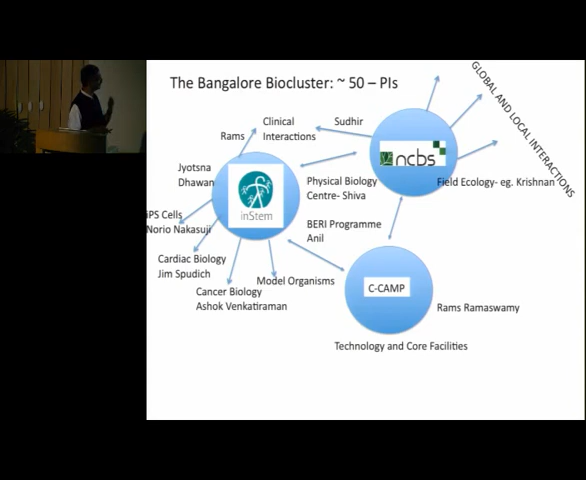 The Bangalore Biocluster: ~ 50 – PIs
GLOBAL AND LOCAL INTERACTIONS
Clinical
Interactions
Sudhir
Rams
ncbs
Jyotsna
Dhawan
Physical Biology
Centre- Shiva
Field Ecology- eg. Krishnan
inStem
iPS Cells
Norio Nakasuji
BERI Programme
Anil
Cardiac Biology
Jim Spudich
Model Organisms
Cancer Biology
Ashok Venkatiraman
C-CAMP
Rams Ramaswamy
Technology and Core Facilities